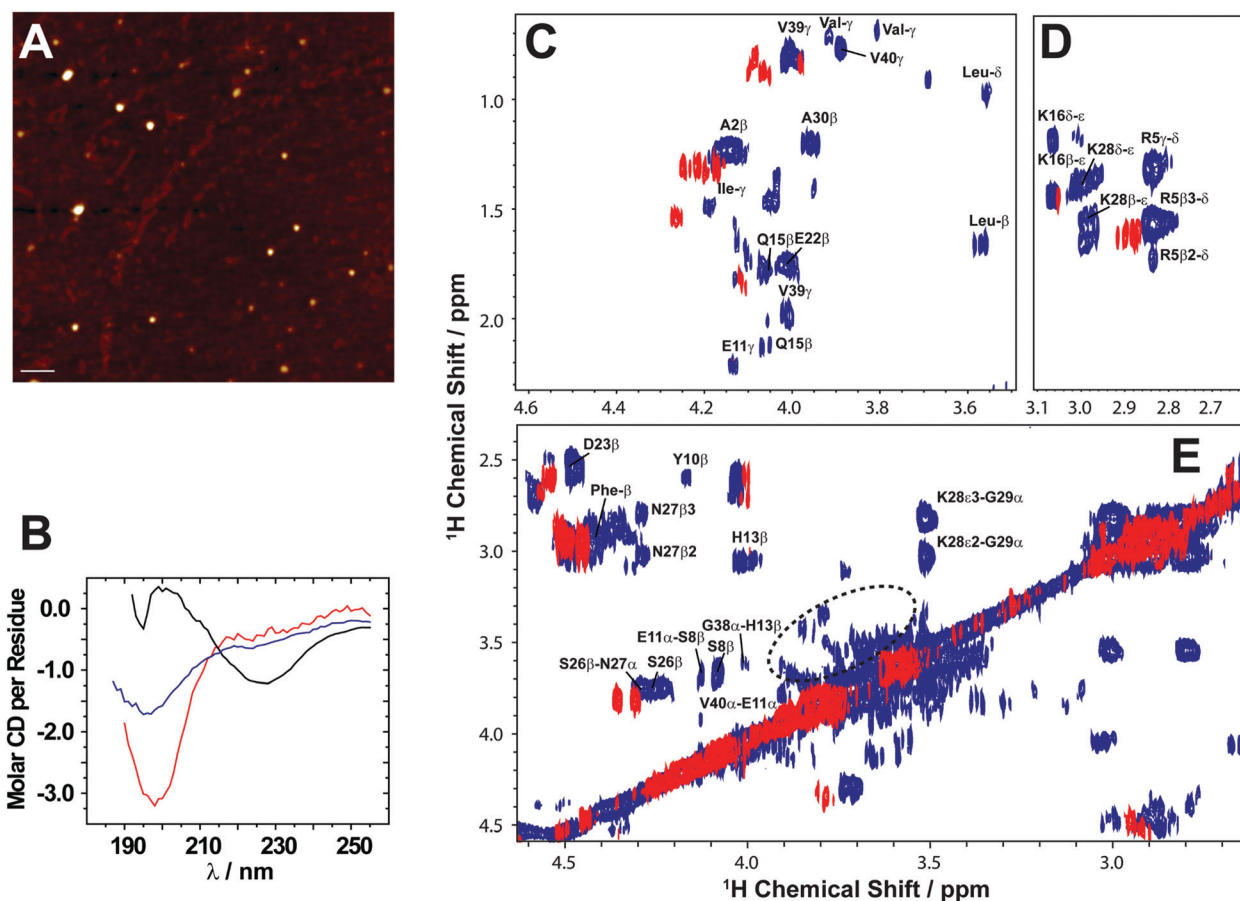 A
B
0.0
-1.0
-2.0
-3.0
Molar CD per Residue
190
210
230
250
λ / nm
C
V39γ
Val-γ
Val-γ
V40γ
Leu-δ
A2β
A30β
Ile-γ
Q15β
E22β
Leu-β
V39γ
E11γ
Q15β
1.0
1.5
2.0
4.6
4.4
4.2
4.0
3.8
3.6
¹H Chemical Shift / ppm
D
K16δ-ε
K28δ-ε
R5γ-δ
K16β-ε
K28β-ε
R5β3-δ
R5β2-δ
3.1
3.0
2.9
2.8
2.7
E
D23β
Y10β
Phe-β
N27β3
N27β2
H13β
K28ε3-G29α
K28ε2-G29α
G38α-H13β
E11α-S8β
S8β
S26β-N27α
S26β
V40α-E11α
2.5
3.0
3.5
4.0
4.5
4.5
4.0
3.5
3.0
¹H Chemical Shift / ppm